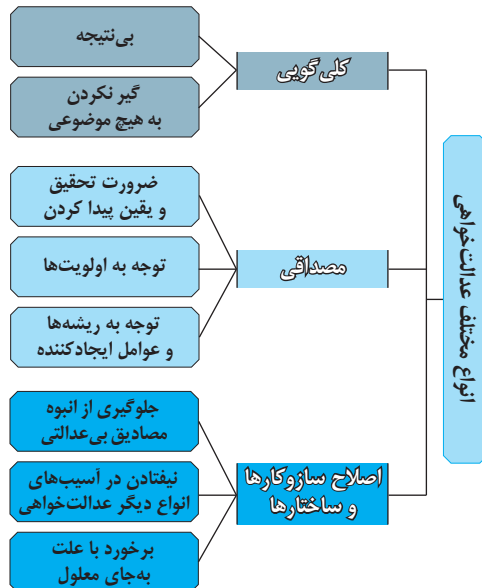 انواع مختلف عدالت‌خواهی
کلی‌گویی
بی‌نتیجه
گیر نکردن
به هیچ موضوعی
مصداقی
ضرورت تحقیق
و یقین پیدا کردن
توجه به اولویت‌ها
توجه به ریشه‌ها
و عوامل ایجادکننده
اصلاح سازوکارها
و ساختارها
جلوگیری از انبوه
مصادیق بی‌عدالتی
نیفتادن در آسیب‌های
انواع دیگر عدالت‌خواهی
برخورد با علت
به‌جای معلول